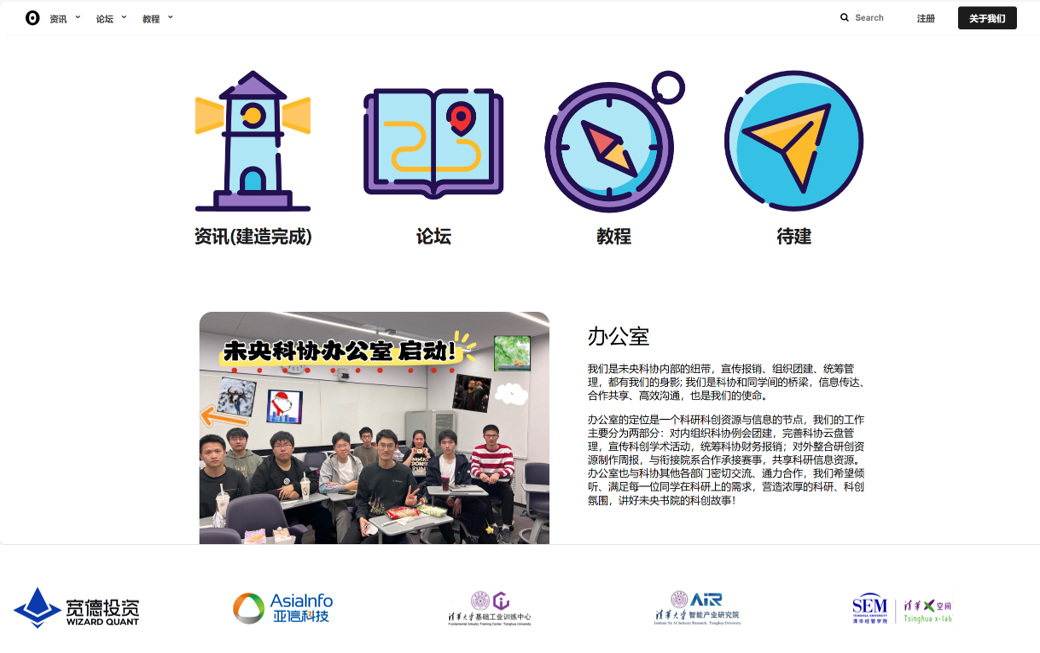 资讯
论坛
教程
Search
注册
关于我们
资讯(建造完成)
论坛
教程
待建
未央科协办公室 启动!
办公室
我们是未央科协内部的纽带，宣传报销、组织团建、统筹管
理，都有我们的身影; 我们是科协和同学间的桥梁，信息传达、
合作共享、高效沟通，也是我们的使命。
办公室的定位是一个科研科创资源与信息的节点，我们的工作
主要分为两部分：对内组织科协例会团建，完善科协云盘管
理，宣传科创学术活动，统筹科协财务报销；对外整合研创资
源制作周报，与衔接院系合作承接赛事，共享科研信息资源。
办公室也与科协其他各部门密切交流、通力合作，我们希望倾
听、满足每一位同学在科研上的需求，营造浓厚的科研、科创
氛围，讲好未央书院的科创故事！
宽德投资
WIZARD QUANT
AsiaInfo
亚信科技
清华大学基础工业训练中心
Fundamental Industry Training Center, Tsinghua University
AIR
清华大学智能产业研究院
Institute for AI Industry Research, Tsinghua University
SEM
TSINGHUA UNIVERSITY
清华经管学院
清华x空间
Tsinghua x-lab